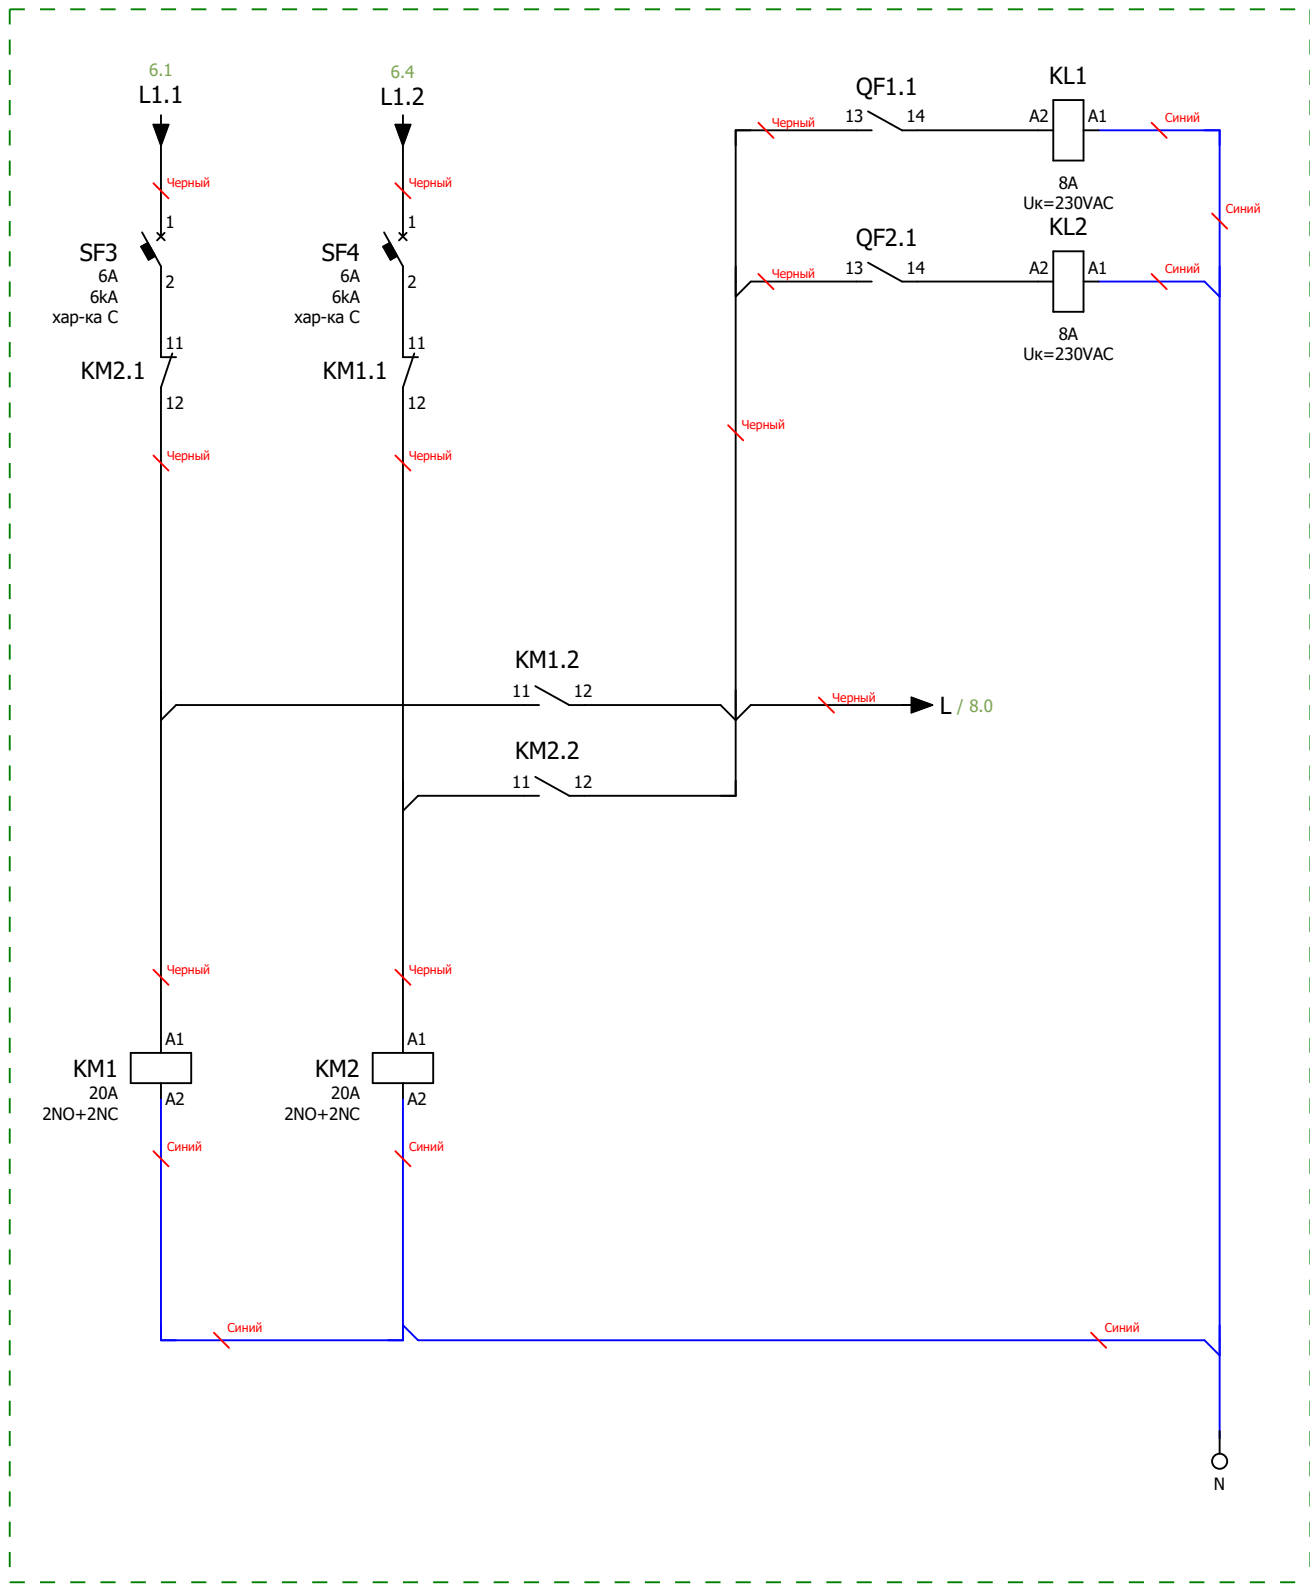 6.1
L1.1
6.4
L1.2
QF1.1
KL1
13
14
A2
A1
Черный
Синий
8A
Uк=230VAC
Черный
Черный
Синий
1
1
SF3
6A
6kA
хар-ка C
2
SF4
6A
6kA
хар-ка C
2
QF2.1
KL2
13
14
A2
A1
Черный
Синий
8A
Uк=230VAC
11
KM2.1
12
11
KM1.1
12
Черный
Черный
Черный
KM1.2
11
12
Черный
L / 8.0
KM2.2
11
12
Черный
Черный
A1
KM1
20A
2NO+2NC
A2
A1
KM2
20A
2NO+2NC
A2
Синий
Синий
Синий
Синий
N